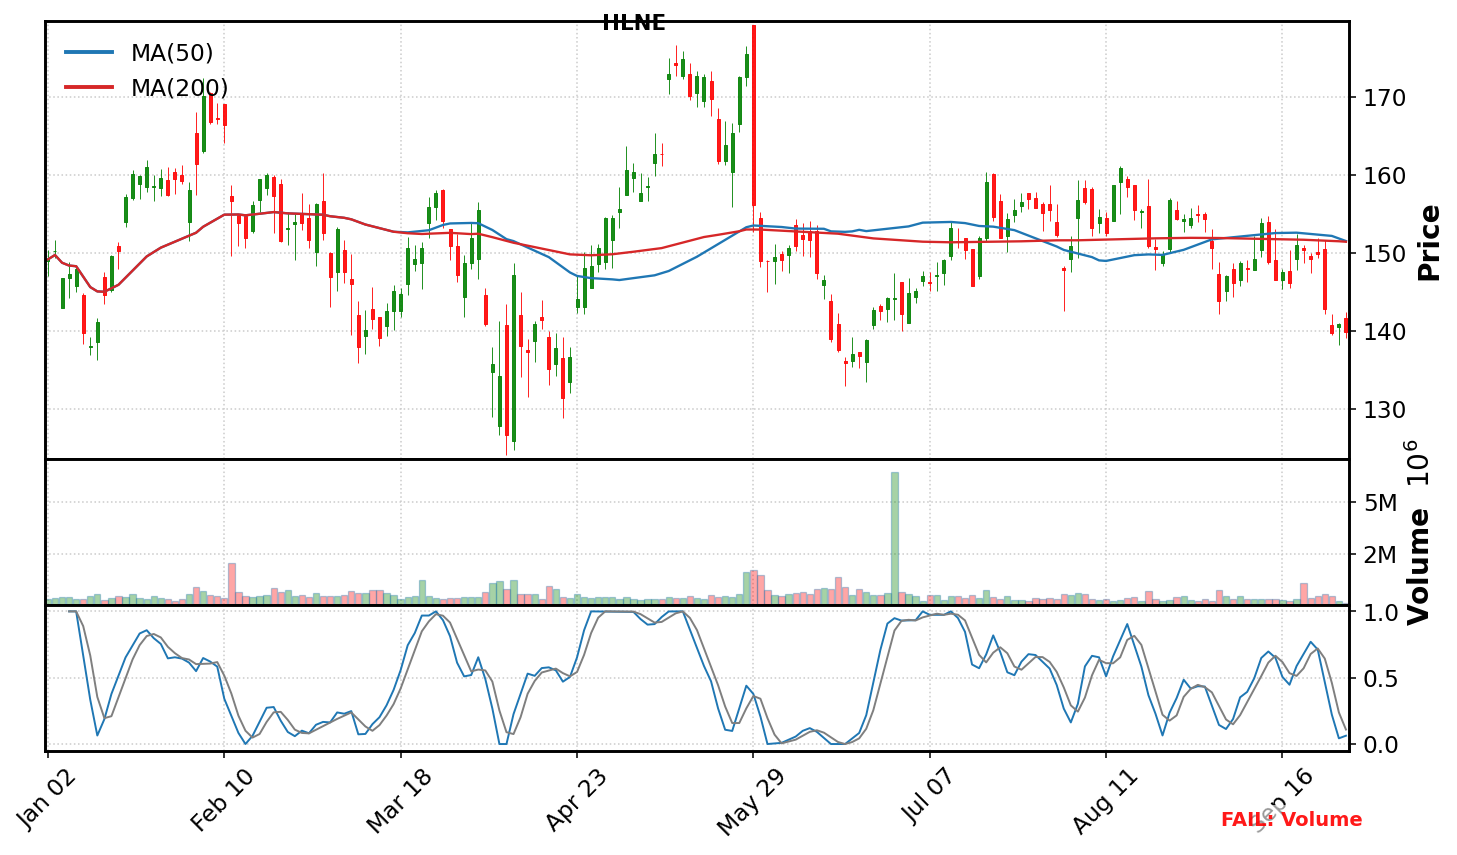 HLNE
MA(50)
MA(200)
170
160
150
140
130
Price
5M
2M
Volume 10^6
1.0
0.5
0.0
Jan 02
Feb 10
Mar 18
Apr 23
May 29
Jul 07
Aug 11
Sep 16
FAIL: Volume